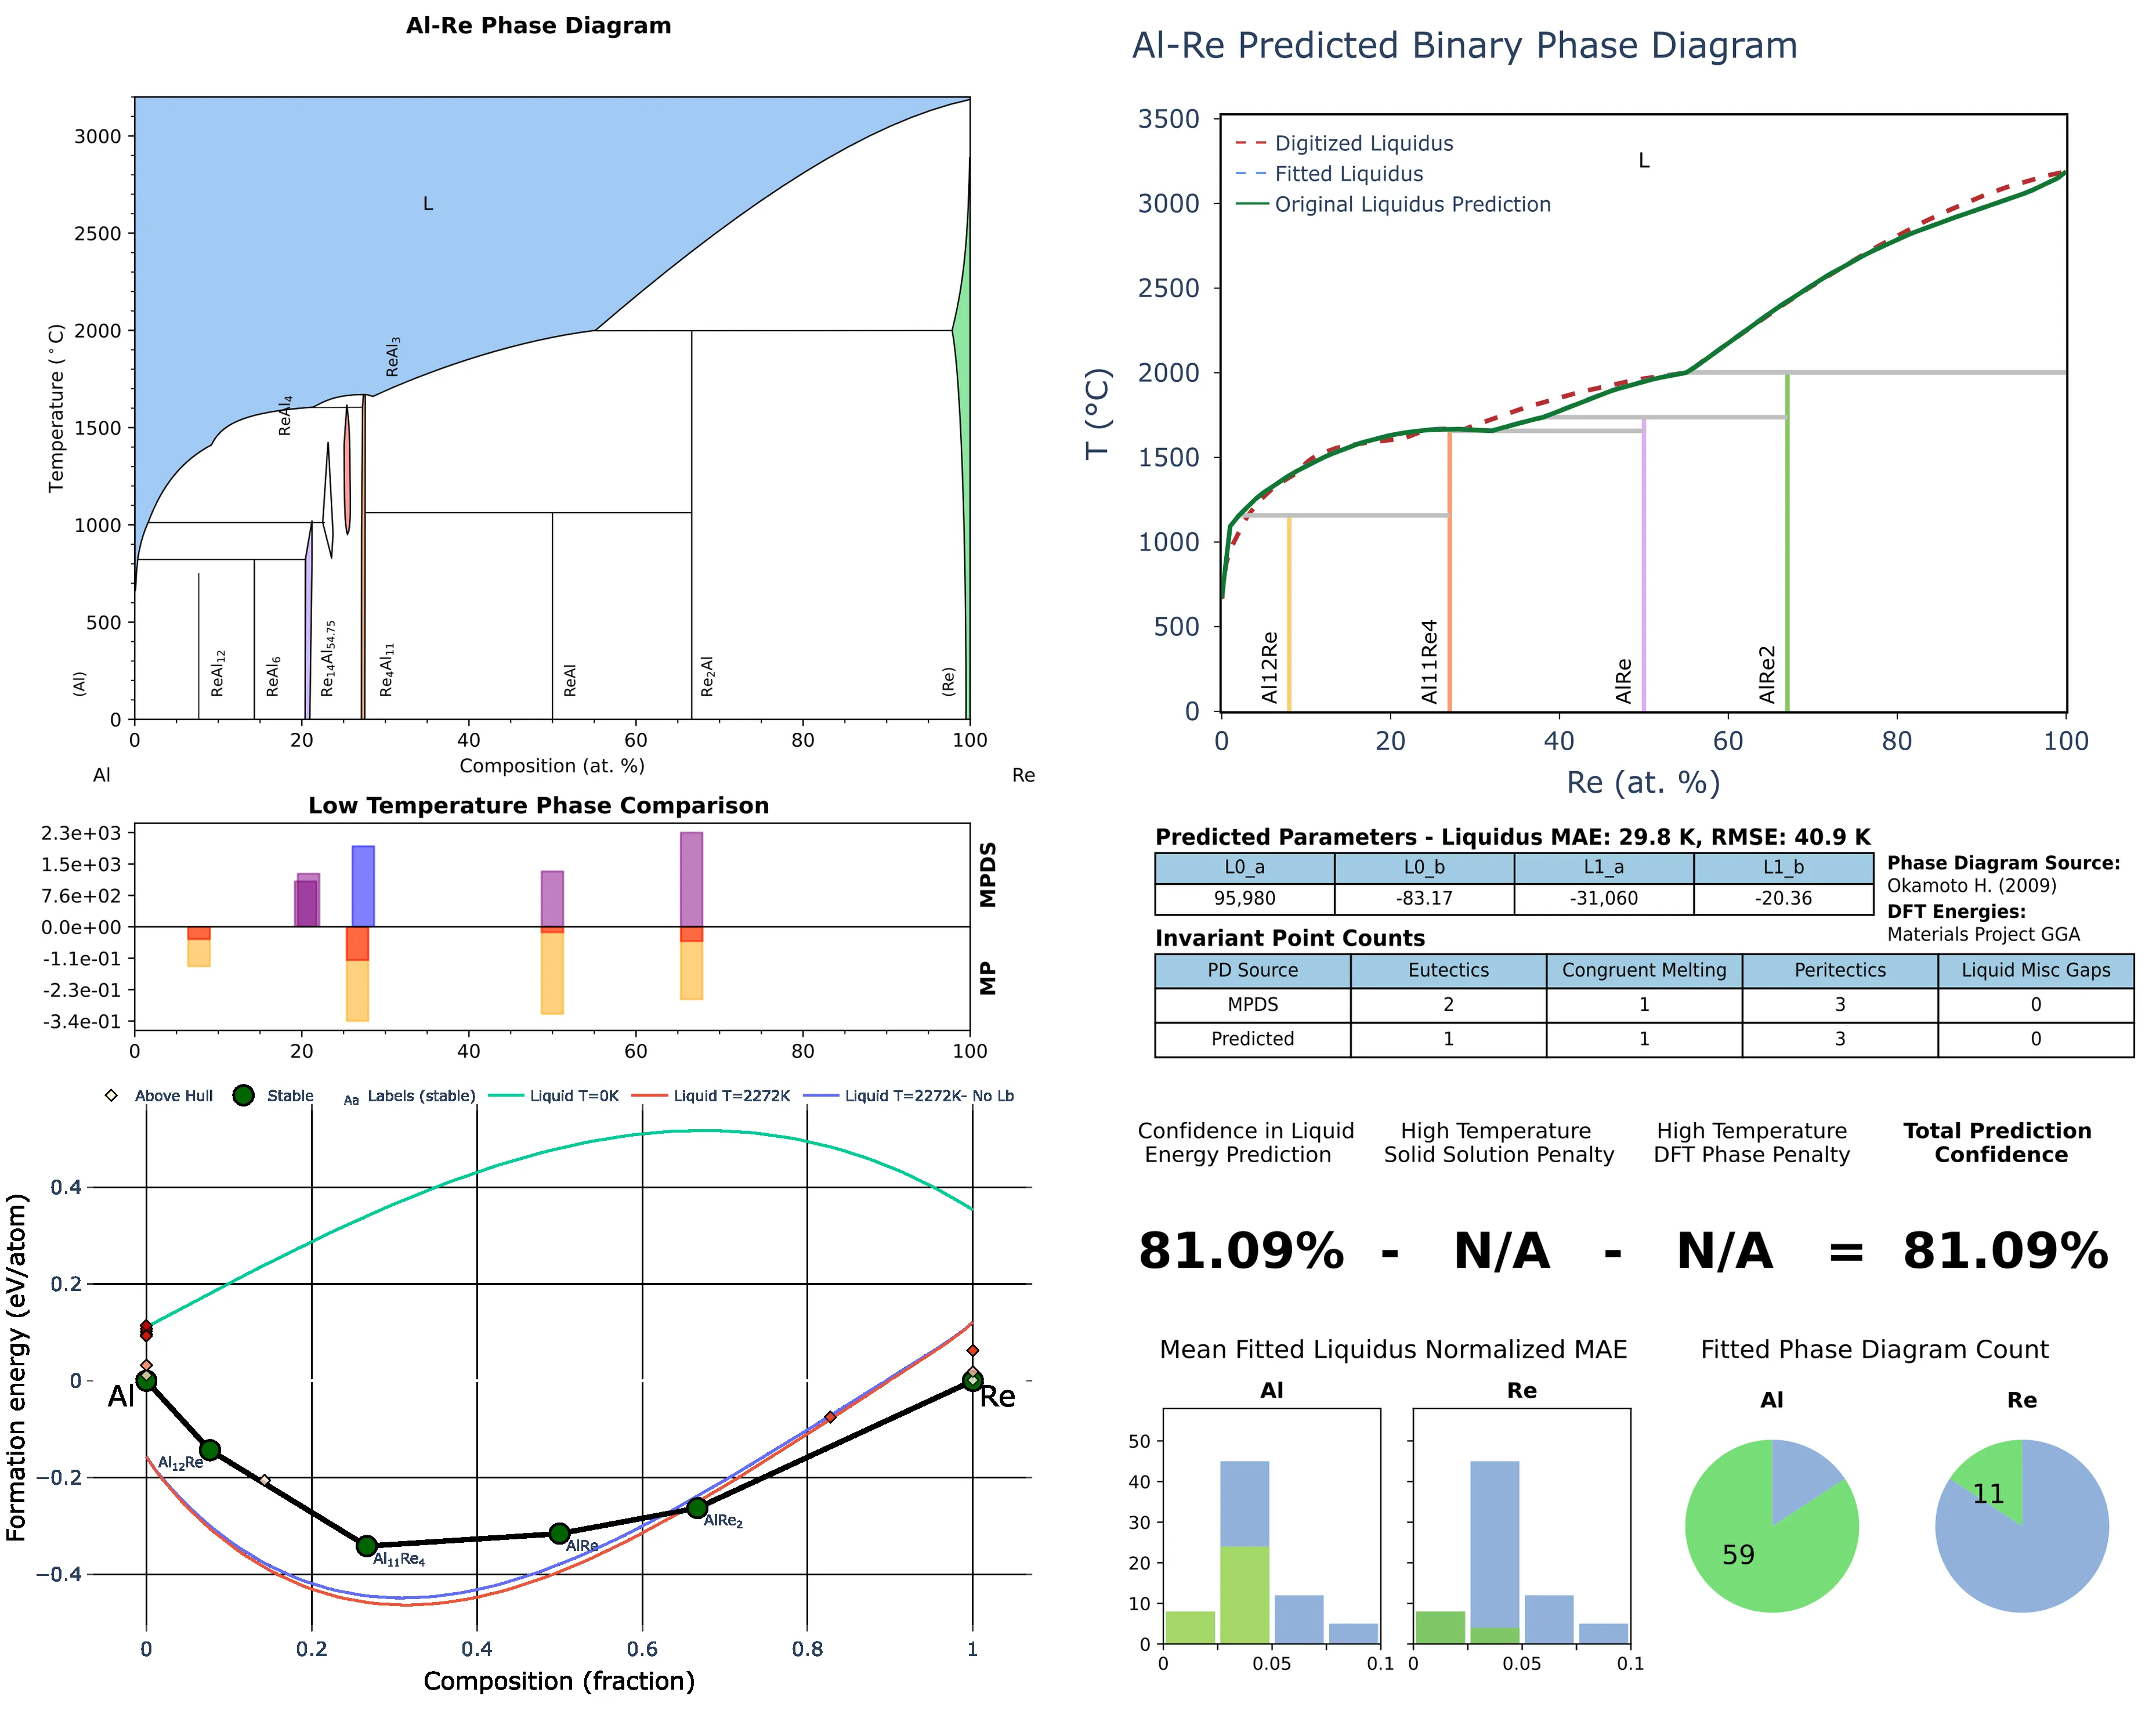 Al-Re Phase Diagram
3000
2500
2000
1500
1000
500
0
Temperature (°C)
L
ReAl3
ReAl4
(Al)
ReAl12
ReAl6
Re14Al54.75
Re4Al11
ReAl
Re2Al
(Re)
0 20 40 60 80 100
Composition (at. %)
Al Re
Low Temperature Phase Comparison
2.3e+03
1.5e+03
7.6e+02
0.0e+00
-1.1e-01
-2.3e-01
-3.4e-01
MPDS
MP
0 20 40 60 80 100
Above Hull Stable Aa Labels (stable) Liquid T=0K Liquid T=2272K Liquid T=2272K- No Lb
Formation energy (eV/atom)
0.4
0.2
0
−0.2
−0.4
Al
Al12Re
Al11Re4
AlRe
AlRe2
Re
0 0.2 0.4 0.6 0.8 1
Composition (fraction)
Al-Re Predicted Binary Phase Diagram
3500
3000
2500
2000
1500
1000
500
0
T (°C)
Digitized Liquidus
Fitted Liquidus
Original Liquidus Prediction
L
Al12Re
Al11Re4
AlRe
AlRe2
0 20 40 60 80 100
Re (at. %)
Predicted Parameters - Liquidus MAE: 29.8 K, RMSE: 40.9 K
L0_a L0_b L1_a L1_b
95,980 -83.17 -31,060 -20.36
Phase Diagram Source:
Okamoto H. (2009)
DFT Energies:
Materials Project GGA
Invariant Point Counts
PD Source Eutectics Congruent Melting Peritectics Liquid Misc Gaps
MPDS 2 1 3 0
Predicted 1 1 3 0
Confidence in Liquid
Energy Prediction
High Temperature
Solid Solution Penalty
High Temperature
DFT Phase Penalty
Total Prediction
Confidence
81.09% - N/A - N/A = 81.09%
Mean Fitted Liquidus Normalized MAE
Al Re
50
40
30
20
10
0
0 0.05 0.1
0 0.05 0.1
Fitted Phase Diagram Count
Al Re
59
11